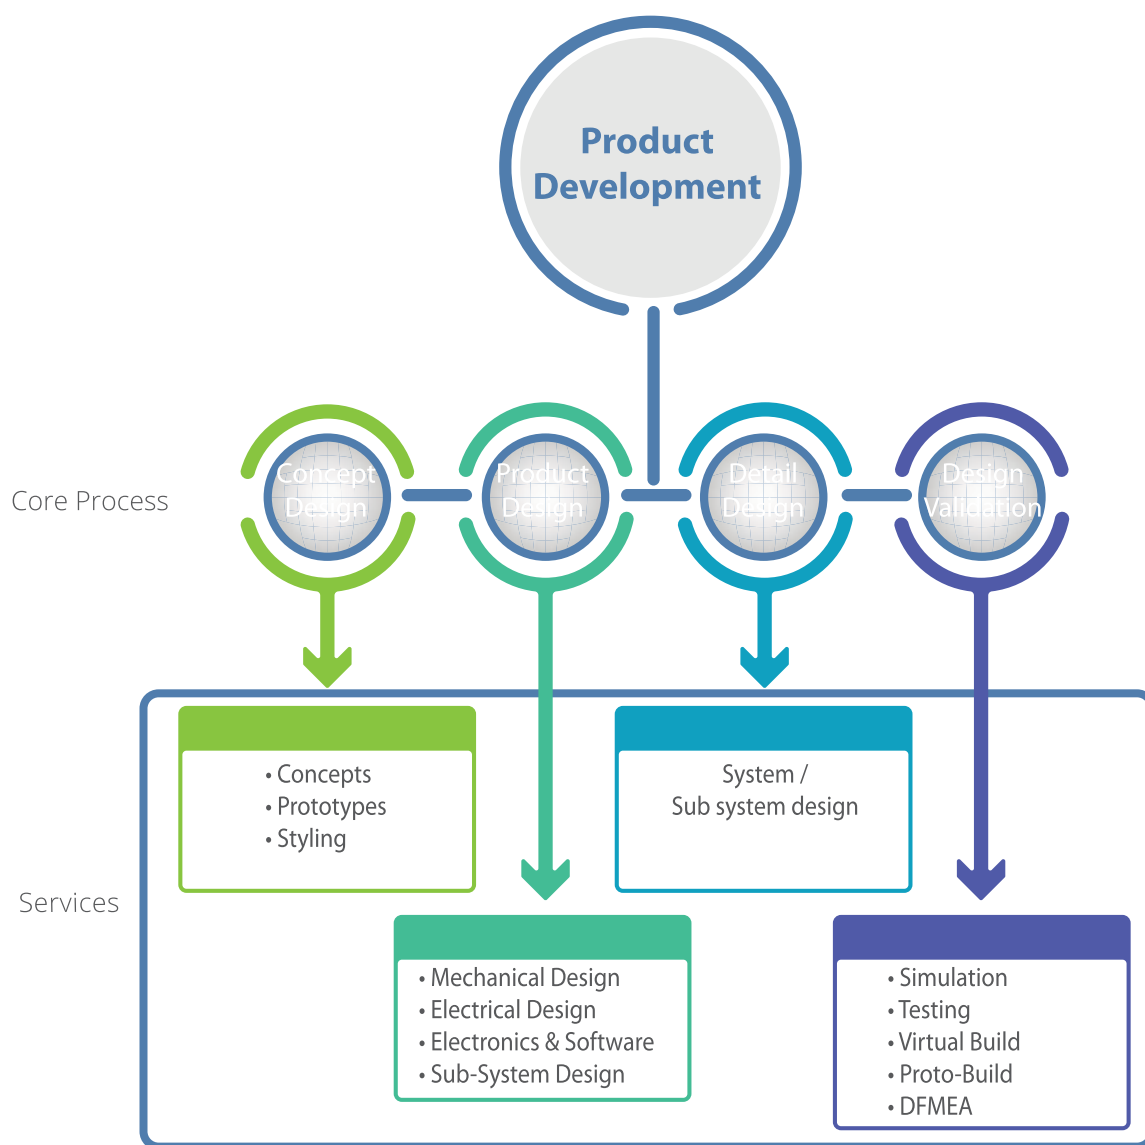 Product
Development
Core Process
Concept
Design
Product
Design
Detail
Design
Design
Validation
Services
• Concepts
• Prototypes
• Styling
System /
Sub system design
• Mechanical Design
• Electrical Design
• Electronics & Software
• Sub-System Design
• Simulation
• Testing
• Virtual Build
• Proto-Build
• DFMEA